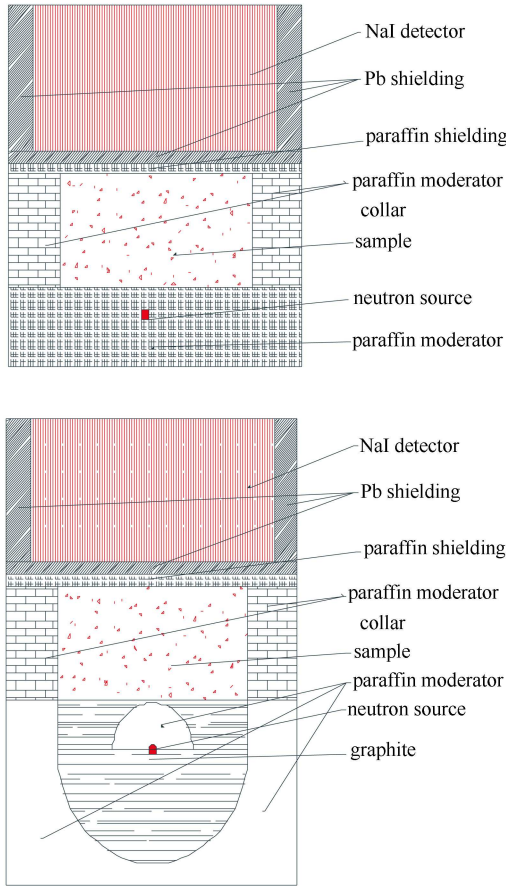 NaI detector
Pb shielding
paraffin shielding
paraffin moderator
collar
sample
neutron source
paraffin moderator
NaI detector
Pb shielding
paraffin shielding
paraffin moderator
collar
sample
paraffin moderator
neutron source
graphite